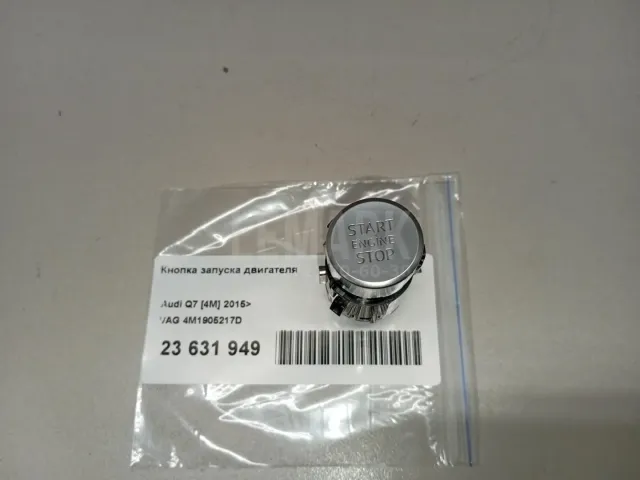 START
ENGINE
STOP
Кнопка запуска двигателя
Audi Q7 [4M] 2015>
VAG 4M1905217D
23 631 949